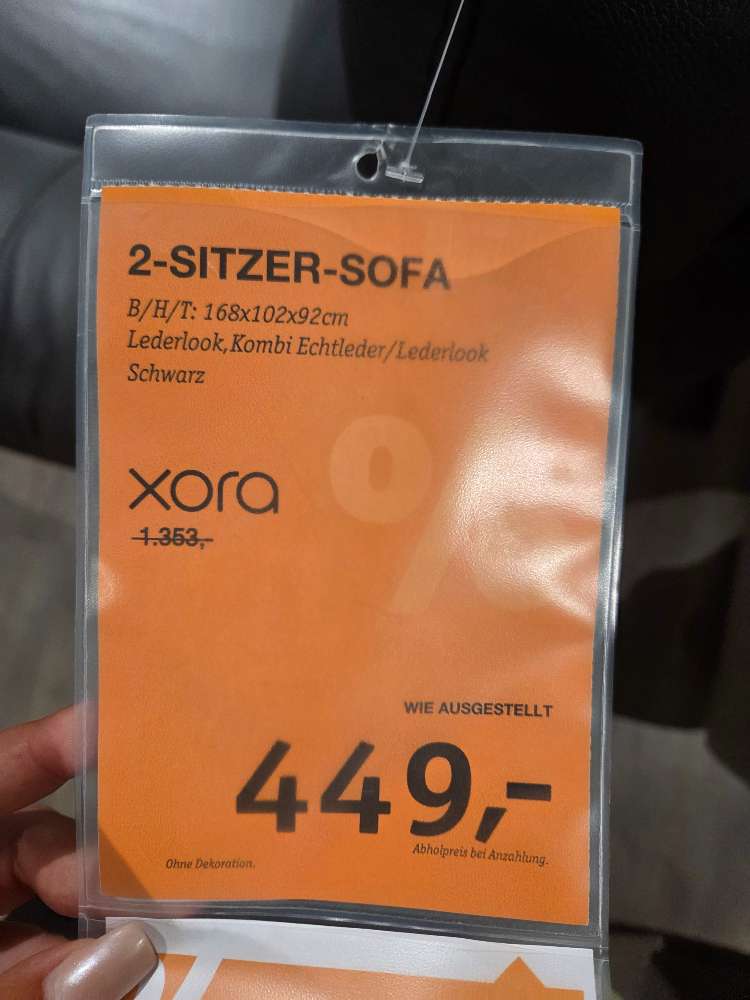 2-SITZER-SOFA
B/H/T: 168x102x92cm
Lederlook,Kombi Echtleder/Lederlook
Schwarz
%
xora
1.353,-
WIE AUSGESTELLT
449,-
Abholpreis bei Anzahlung.
Ohne Dekoration.